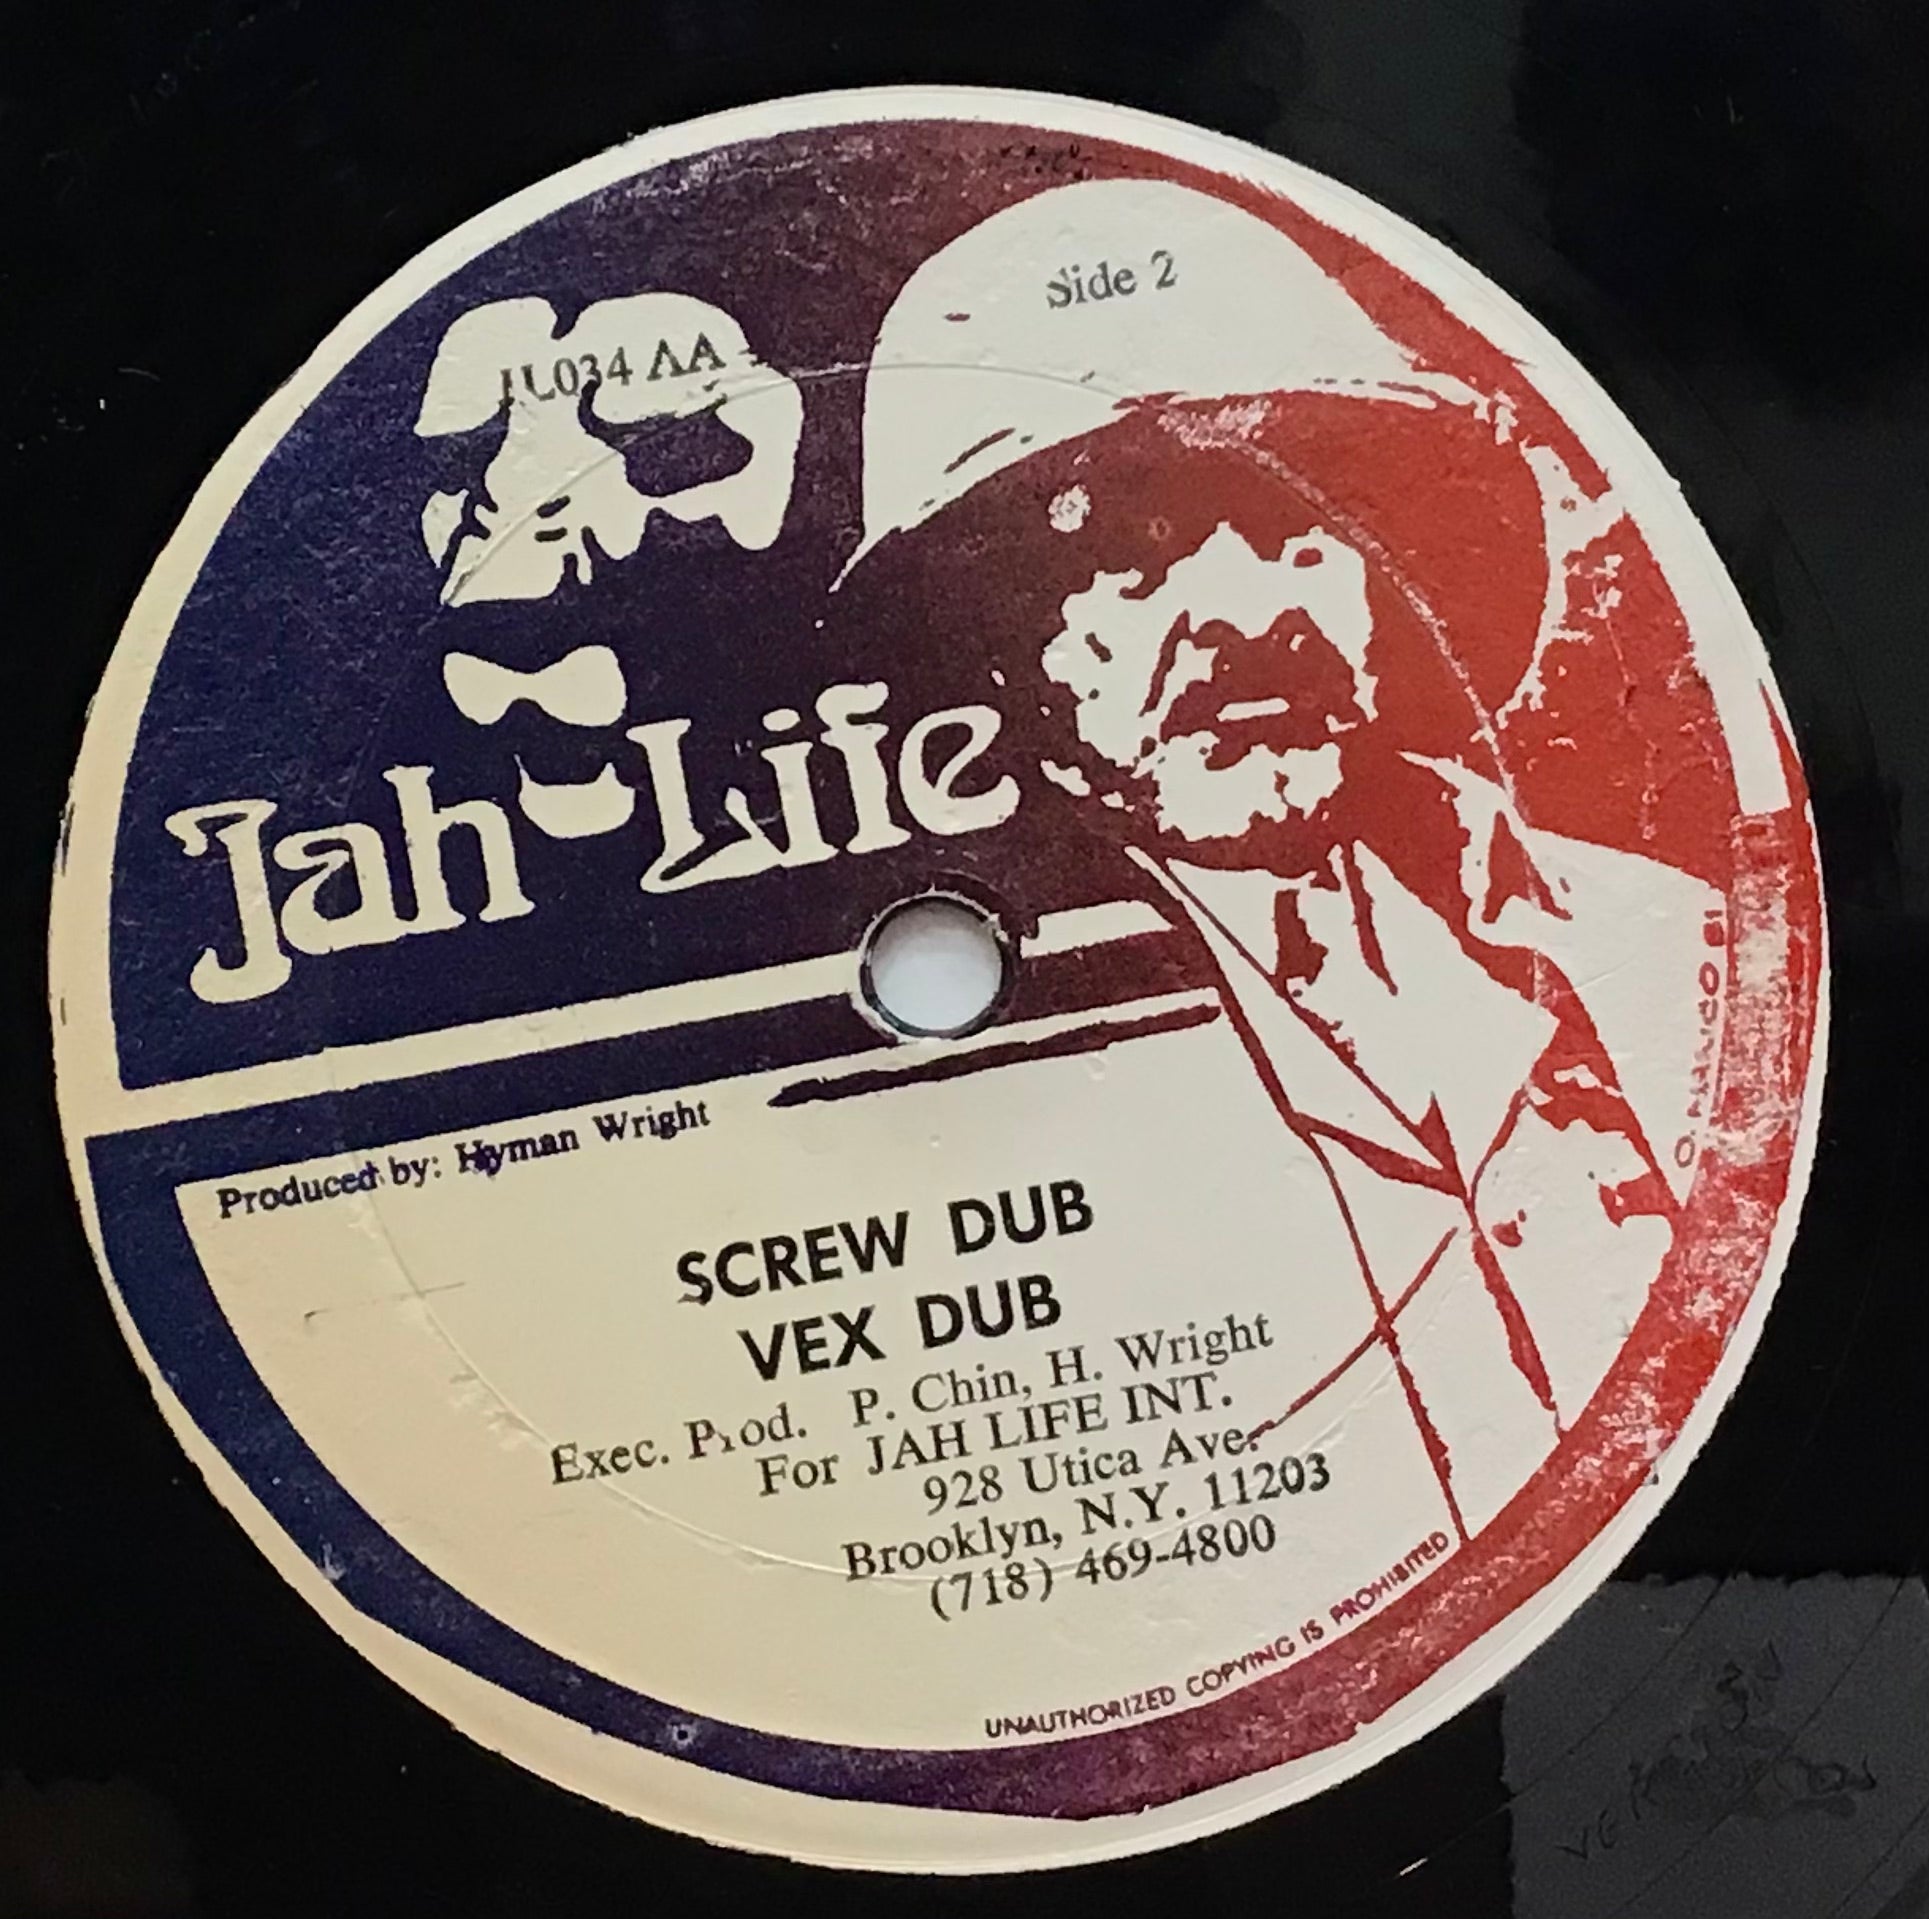 Side 2
JL034 AA
Jah Life
Produced by: Hyman Wright
SCREW DUB
VEX DUB
Exec. Prod. P. Chin, H. Wright
For JAH LIFE INT.
928 Utica Ave.
Brooklyn, N.Y. 11203
(718) 469-4800
UNAUTHORIZED COPYING IS PROHIBITED